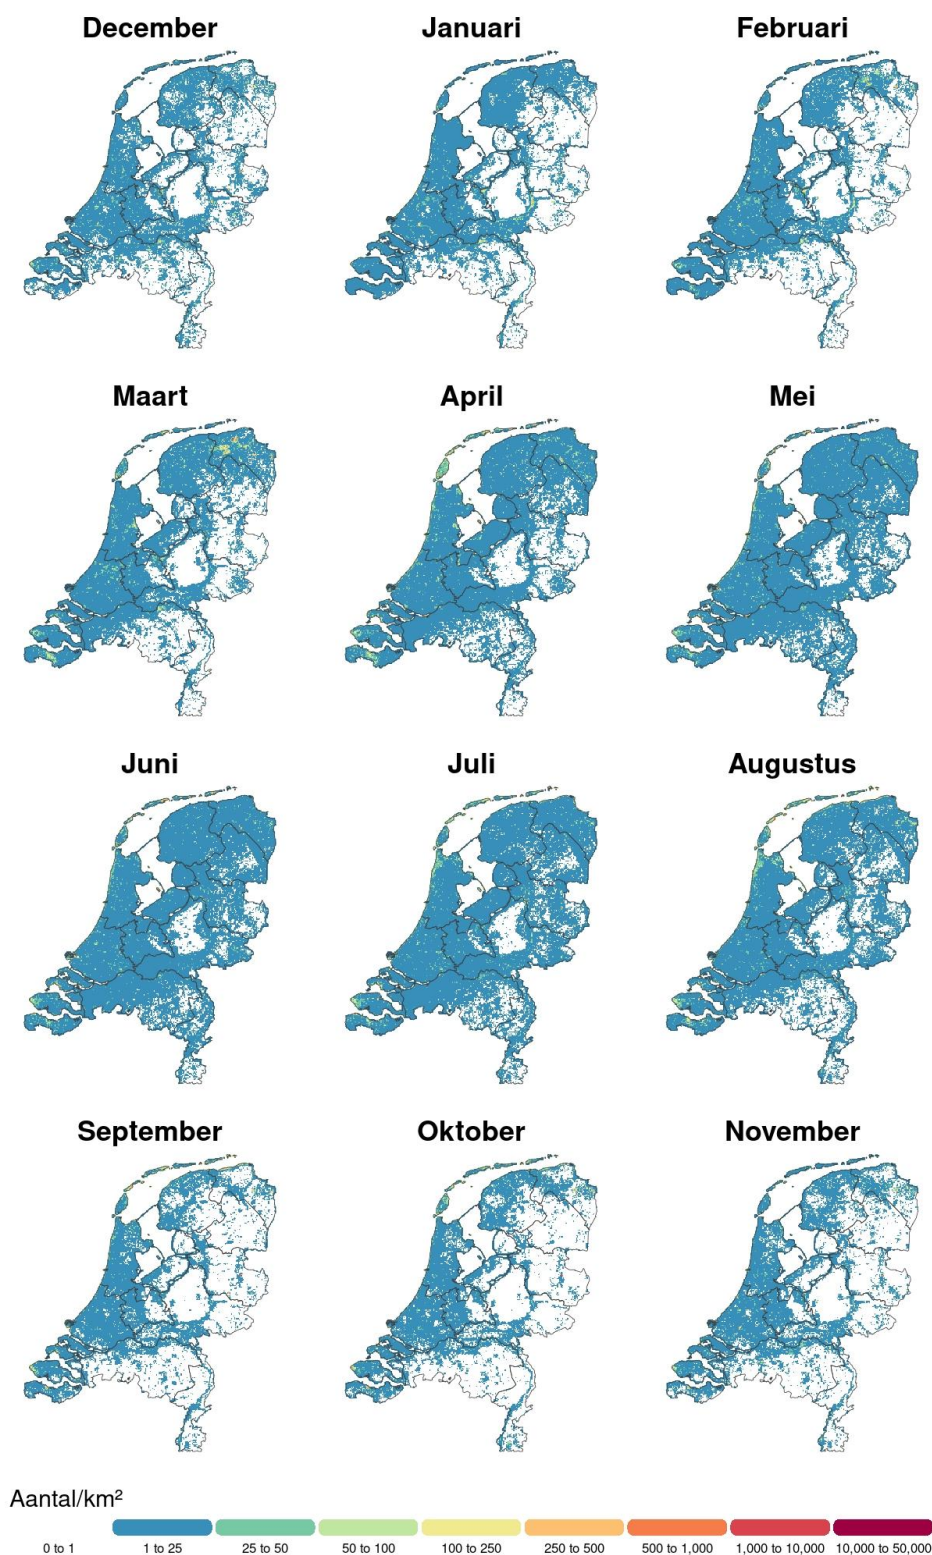 December Januari Februari
Maart April Mei
Juni Juli Augustus
September Oktober November
Aantal/km²
0 to 1 1 to 25 25 to 50 50 to 100 100 to 250 250 to 500 500 to 1,000 1,000 to 10,000 10,000 to 50,000